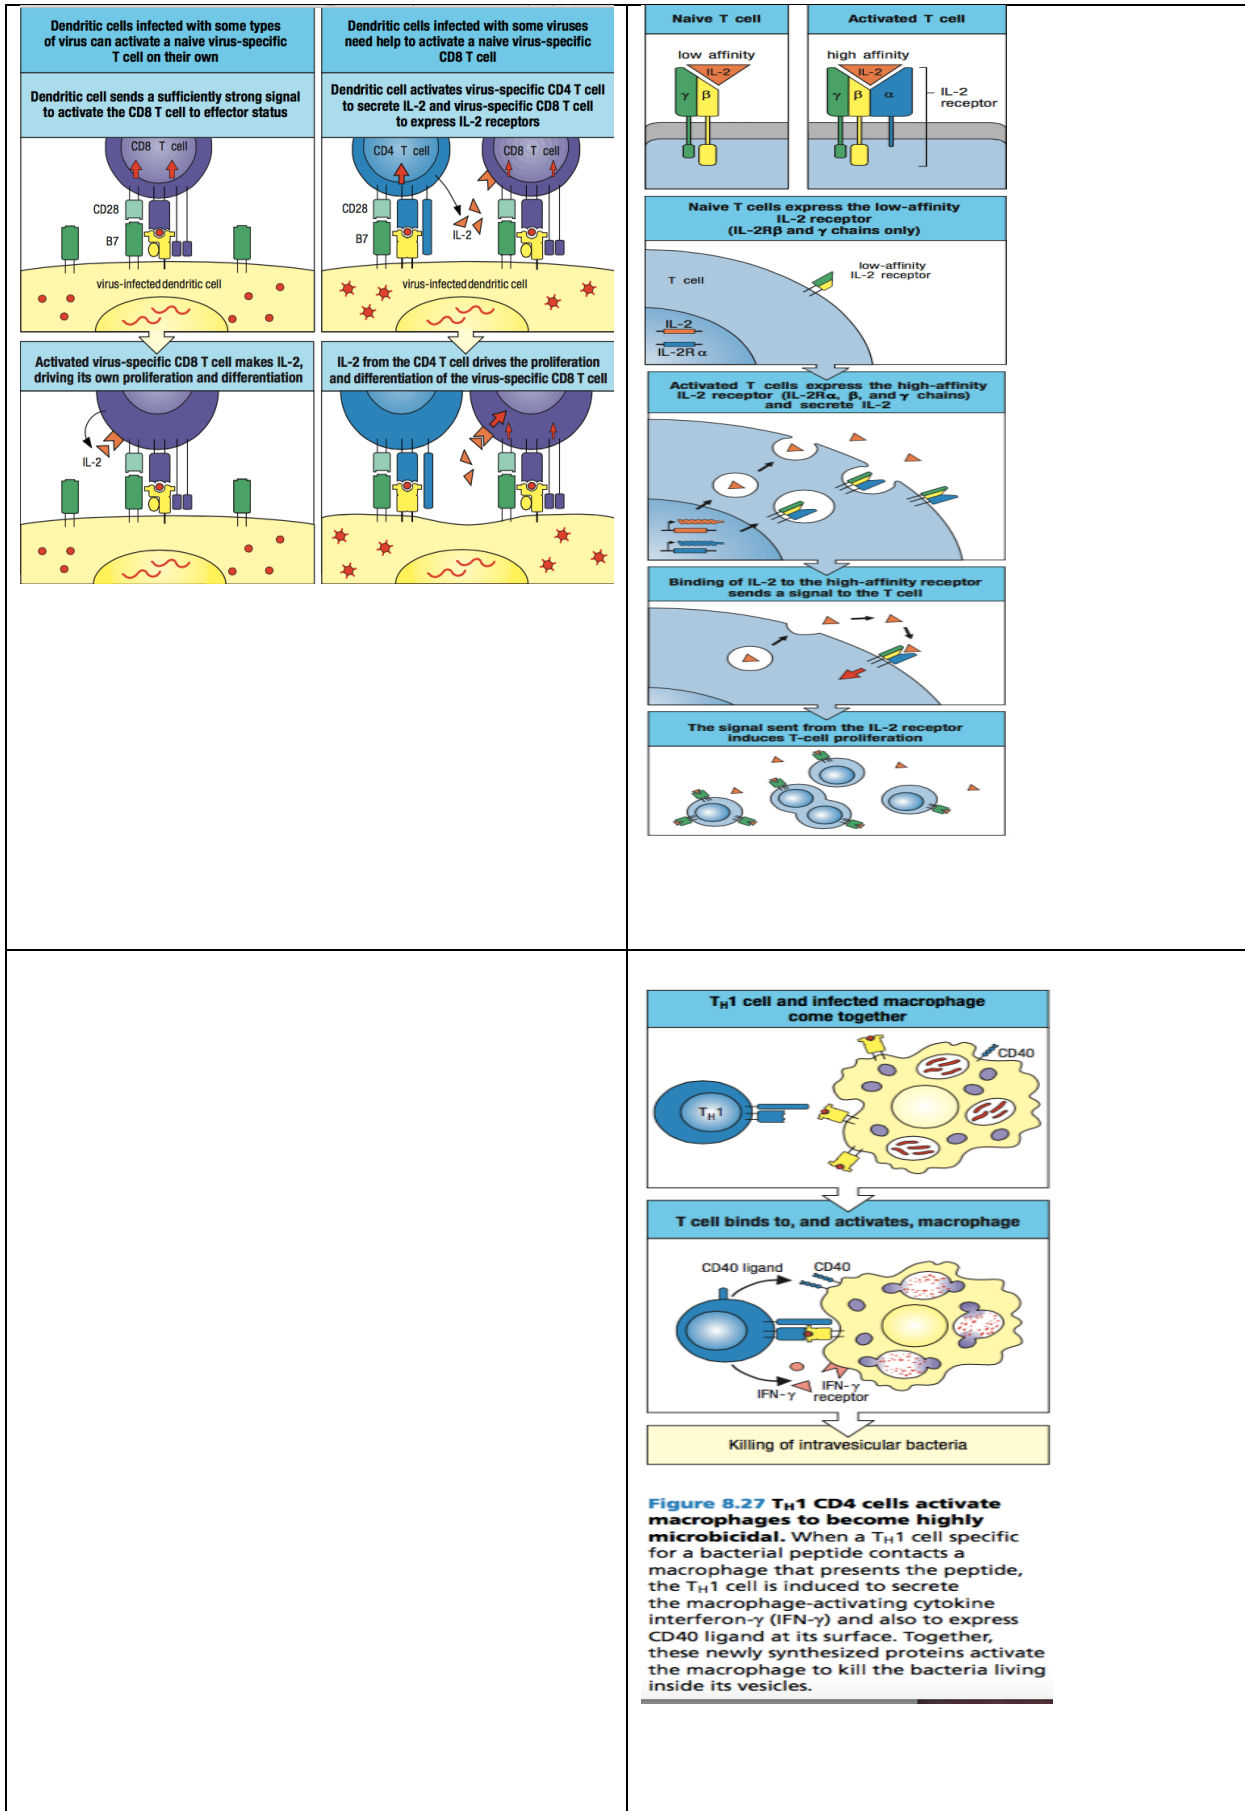 Dendritic cells infected with some types
of virus can activate a naive virus-specific
T cell on their own
Dendritic cell sends a sufficiently strong signal
to activate the CD8 T cell to effector status
CD8 T cell
CD28
B7
virus-infected dendritic cell
Activated virus-specific CD8 T cell makes IL-2,
driving its own proliferation and differentiation
IL-2
Dendritic cells infected with some viruses
need help to activate a naive virus-specific
CD8 T cell
Dendritic cell activates virus-specific CD4 T cell
to secrete IL-2 and virus-specific CD8 T cell
to express IL-2 receptors
CD4 T cell
CD8 T cell
CD28
B7
IL-2
virus-infected dendritic cell
IL-2 from the CD4 T cell drives the proliferation
and differentiation of the virus-specific CD8 T cell
Naive T cell
low affinity
IL-2
γ β
Activated T cell
high affinity
IL-2
γ β α
IL-2
receptor
Naive T cells express the low-affinity
IL-2 receptor
(IL-2Rβ and γ chains only)
T cell
low-affinity
IL-2 receptor
IL-2
IL-2R α
Activated T cells express the high-affinity
IL-2 receptor (IL-2Rα, β, and γ chains)
and secrete IL-2
Binding of IL-2 to the high-affinity receptor
sends a signal to the T cell
The signal sent from the IL-2 receptor
induces T-cell proliferation
TH1 cell and infected macrophage
come together
CD40
TH1
T cell binds to, and activates, macrophage
CD40 ligand
CD40
IFN-γ
IFN-γ
receptor
Killing of intravesicular bacteria
Figure 8.27 TH1 CD4 cells activate
macrophages to become highly
microbicidal. When a TH1 cell specific
for a bacterial peptide contacts a
macrophage that presents the peptide,
the TH1 cell is induced to secrete
the macrophage-activating cytokine
interferon-γ (IFN-γ) and also to express
CD40 ligand at its surface. Together,
these newly synthesized proteins activate
the macrophage to kill the bacteria living
inside its vesicles.